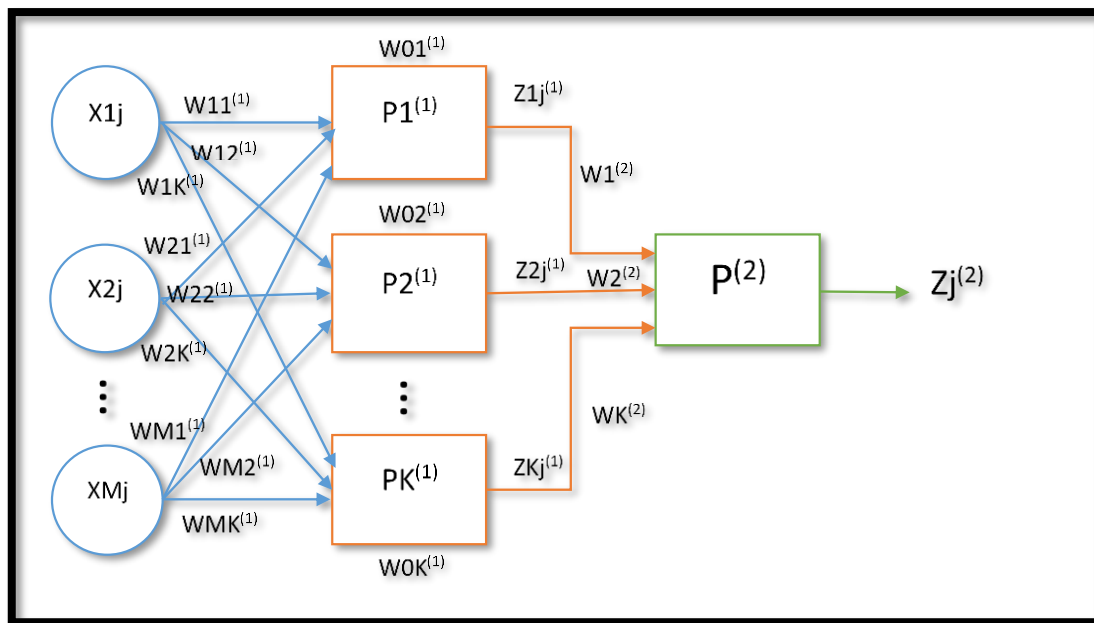 W01⁽¹⁾
X1j
W11⁽¹⁾
P1⁽¹⁾
Z1j⁽¹⁾
W12⁽¹⁾
W1K⁽¹⁾
W1⁽²⁾
W02⁽¹⁾
W21⁽¹⁾
X2j
W22⁽¹⁾
P2⁽¹⁾
Z2j⁽¹⁾
W2⁽²⁾
P⁽²⁾
Zj⁽²⁾
W2K⁽¹⁾
...
...
WM1⁽¹⁾
WK⁽²⁾
WM2⁽¹⁾
XMj
PK⁽¹⁾
ZKj⁽¹⁾
WMK⁽¹⁾
W0K⁽¹⁾